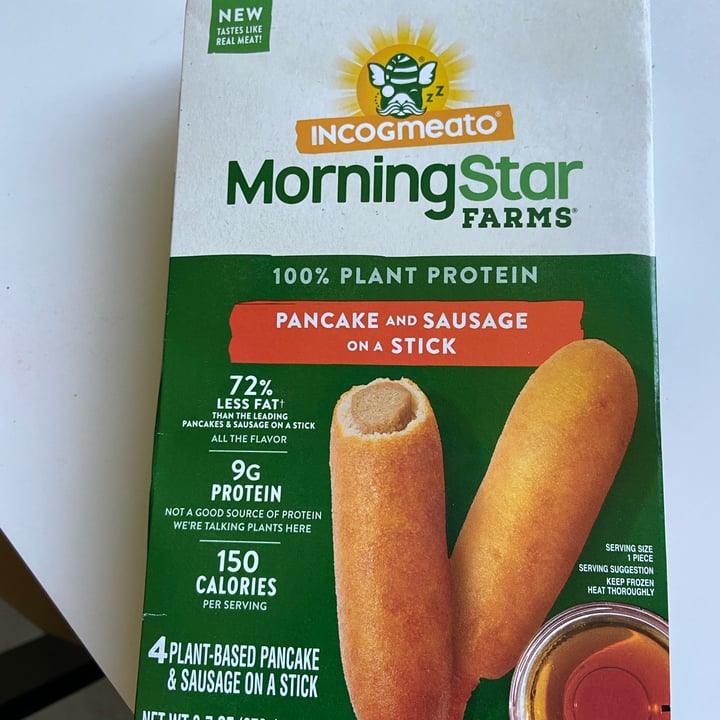 NEW
TASTES LIKE
REAL MEAT!
Z Z
INCOGmeato®
MorningStar
FARMS®
100% PLANT PROTEIN
PANCAKE AND SAUSAGE
ON A STICK
72%
LESS FAT†
THAN THE LEADING
PANCAKES & SAUSAGE ON A STICK
ALL THE FLAVOR
9G
PROTEIN
NOT A GOOD SOURCE OF PROTEIN
WE'RE TALKING PLANTS HERE
150
CALORIES
PER SERVING
SERVING SIZE
1 PIECE
SERVING SUGGESTION
KEEP FROZEN
HEAT THOROUGHLY
4 PLANT-BASED PANCAKE
& SAUSAGE ON A STICK
NET WT